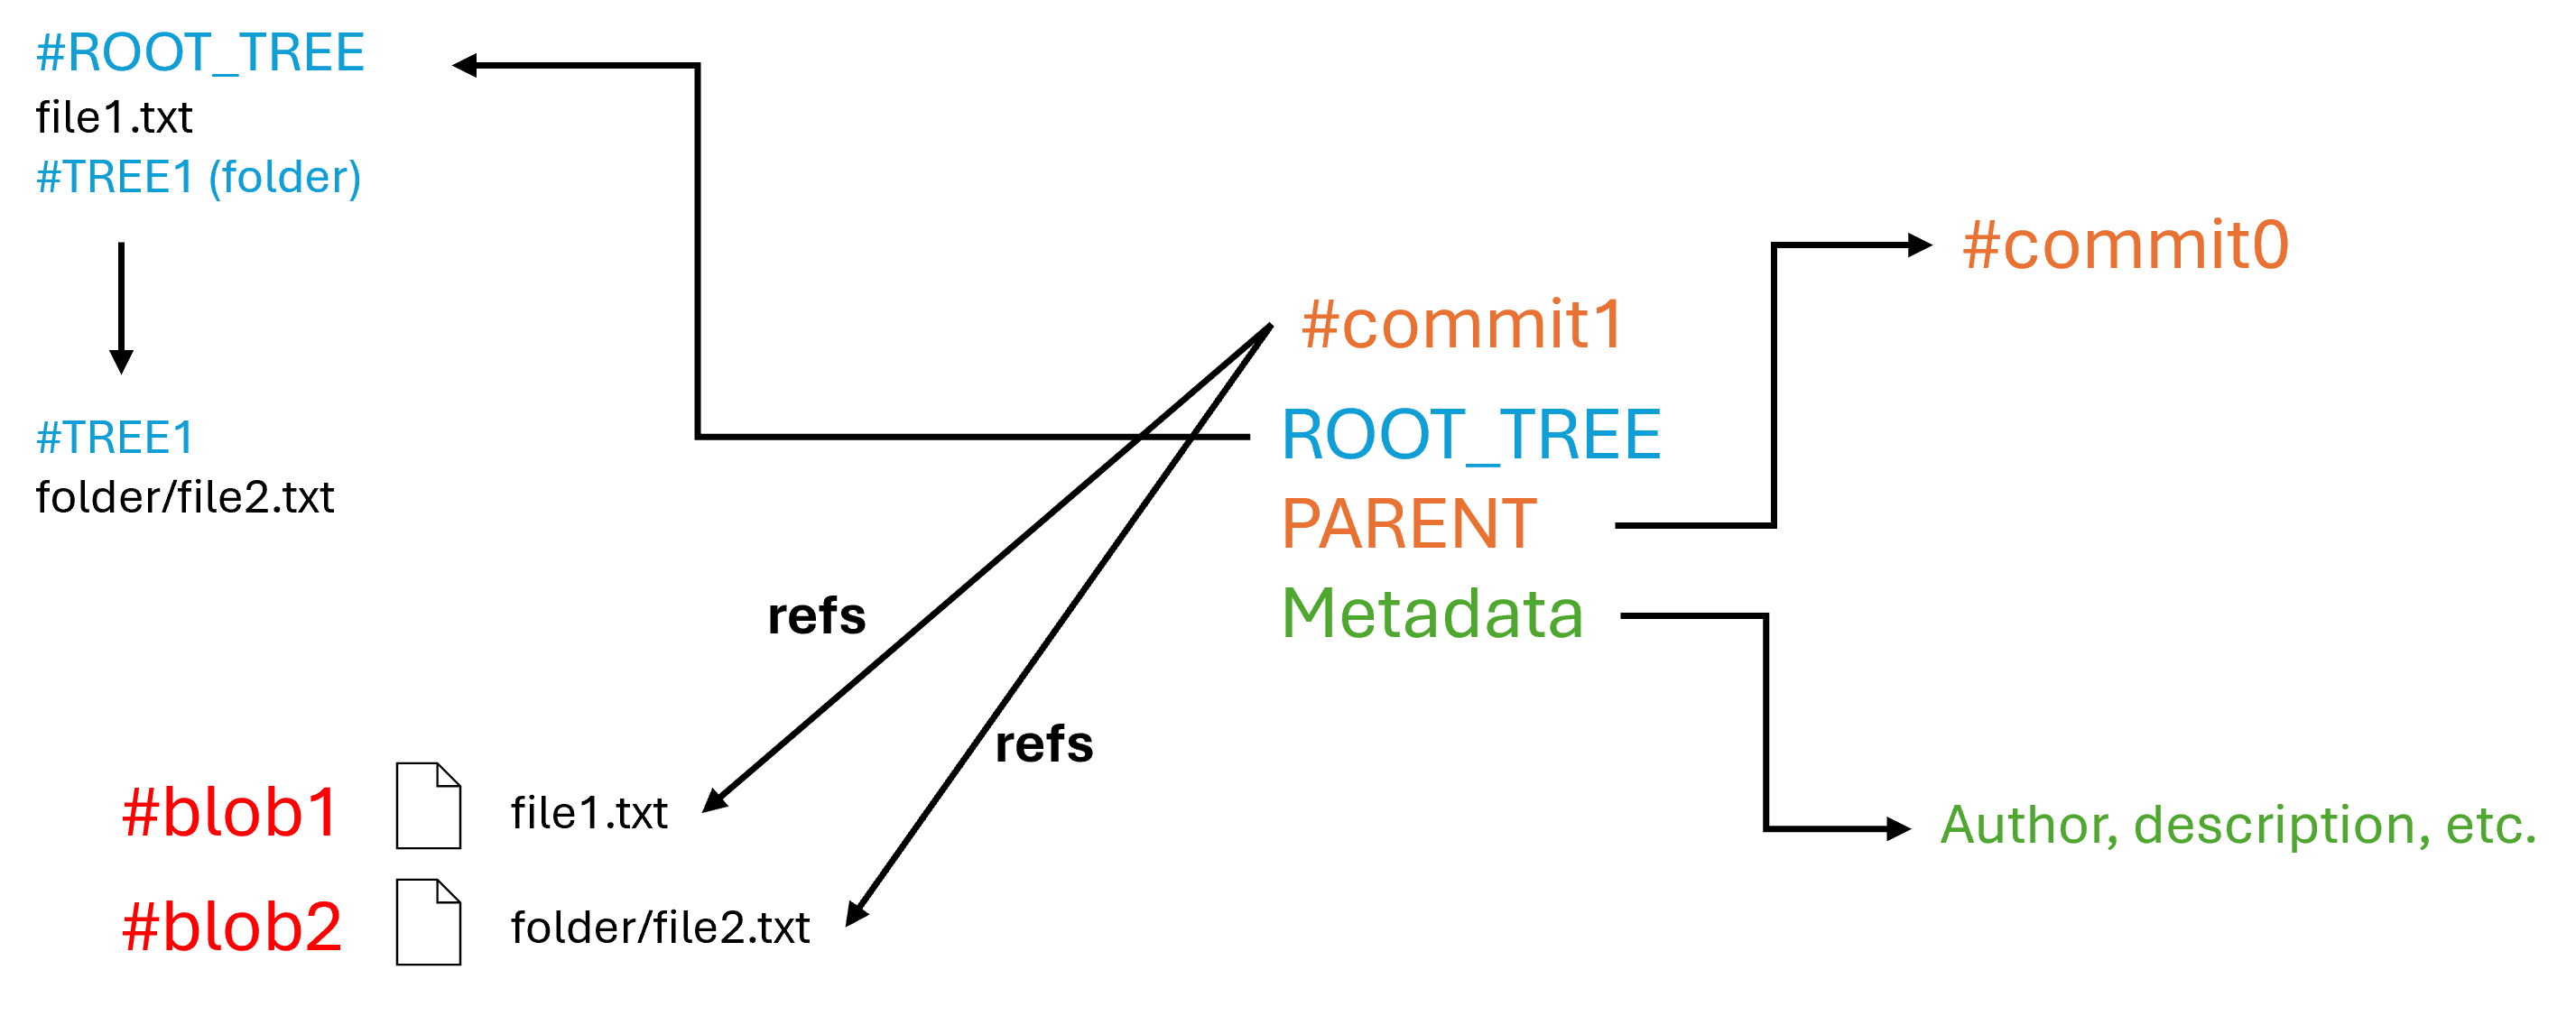 #ROOT_TREE
file1.txt
#TREE1 (folder)
#TREE1
folder/file2.txt
#commit0
#commit1
ROOT_TREE
PARENT
Metadata
refs
refs
#blob1 file1.txt
#blob2 folder/file2.txt
Author, description, etc.